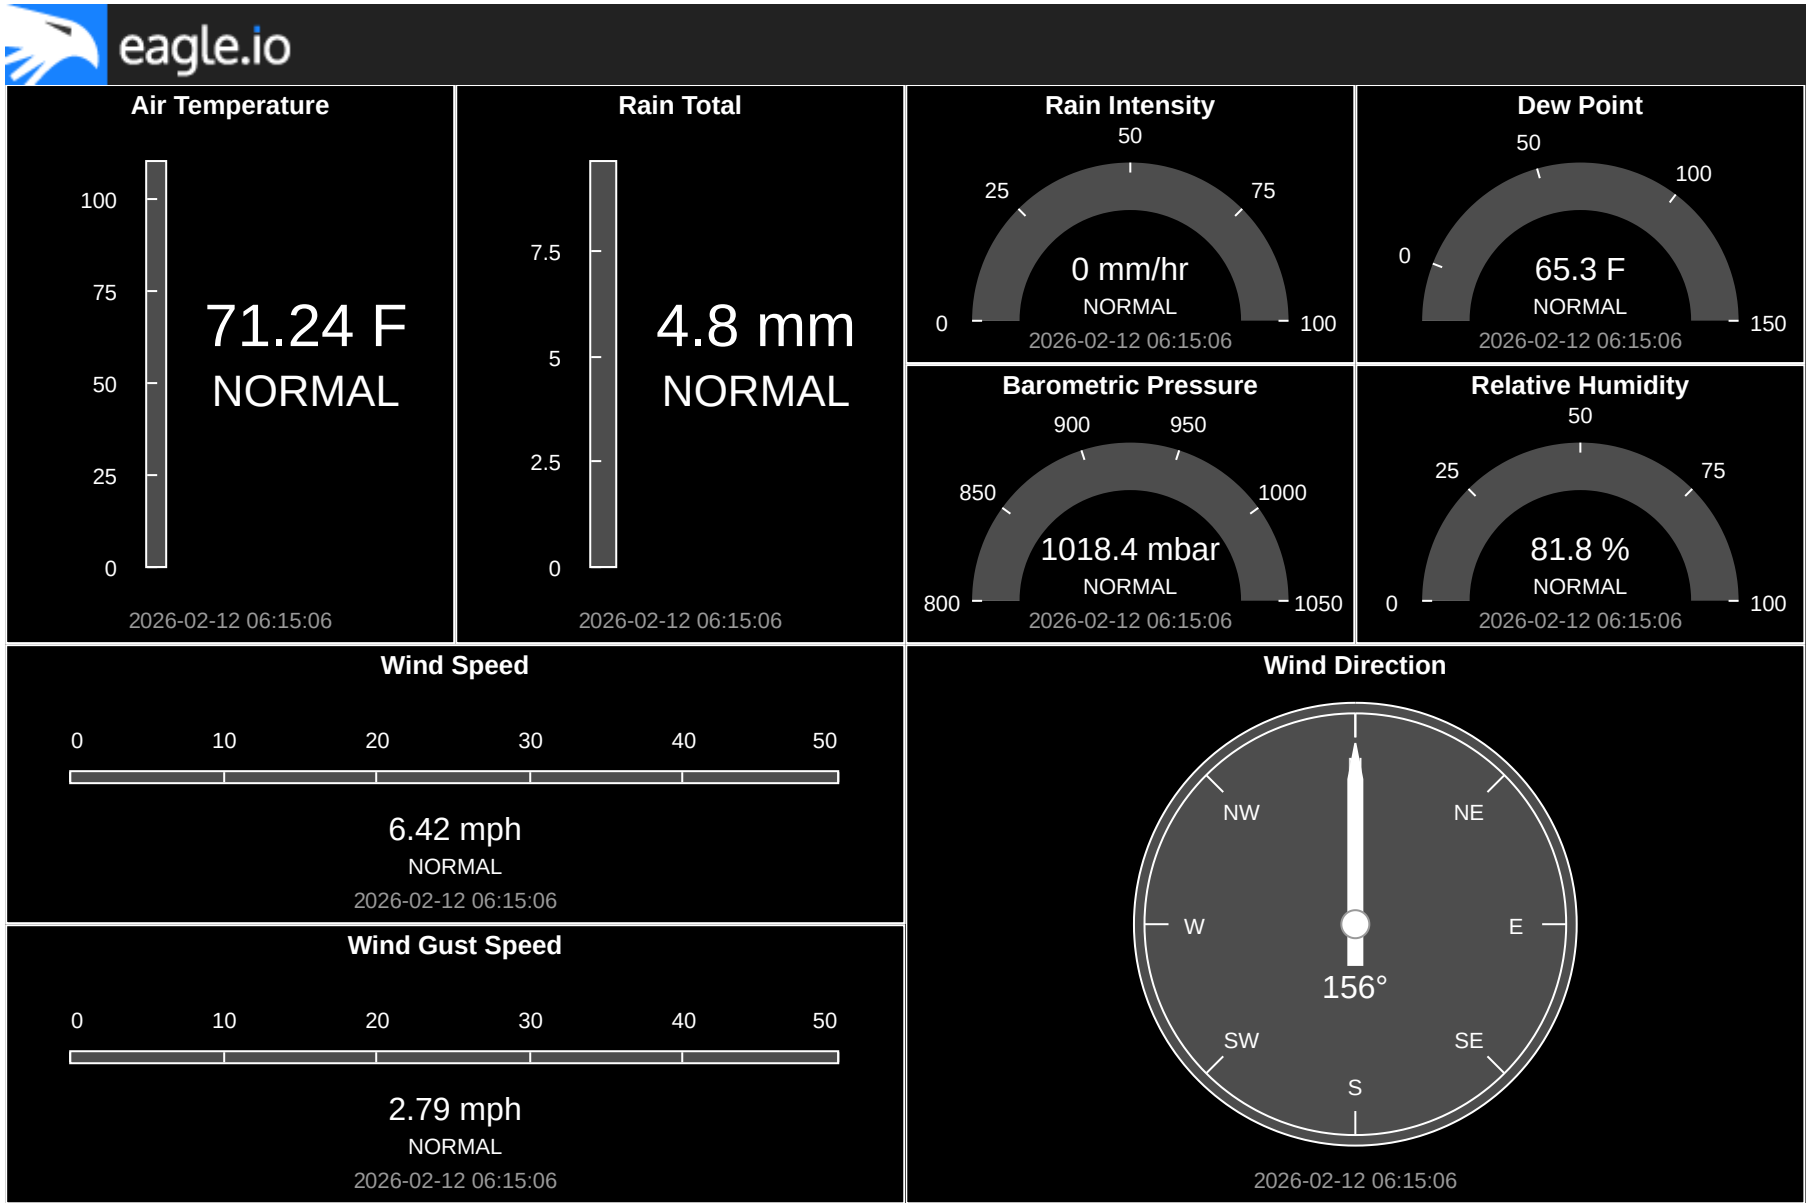 eagle.io
Air Temperature
100
75
50
25
0
71.24 F
NORMAL
2026-02-12 06:15:06
Rain Total
7.5
5
2.5
0
4.8 mm
NORMAL
2026-02-12 06:15:06
Rain Intensity
50
25
75
0
100
0 mm/hr
NORMAL
2026-02-12 06:15:06
Dew Point
50
100
0
150
65.3 F
NORMAL
2026-02-12 06:15:06
Barometric Pressure
900
950
850
1000
800
1050
1018.4 mbar
NORMAL
2026-02-12 06:15:06
Relative Humidity
50
25
75
0
100
81.8 %
NORMAL
2026-02-12 06:15:06
Wind Speed
0 10 20 30 40 50
6.42 mph
NORMAL
2026-02-12 06:15:06
Wind Gust Speed
0 10 20 30 40 50
2.79 mph
NORMAL
2026-02-12 06:15:06
Wind Direction
NW
NE
W
E
156°
SW
SE
S
2026-02-12 06:15:06